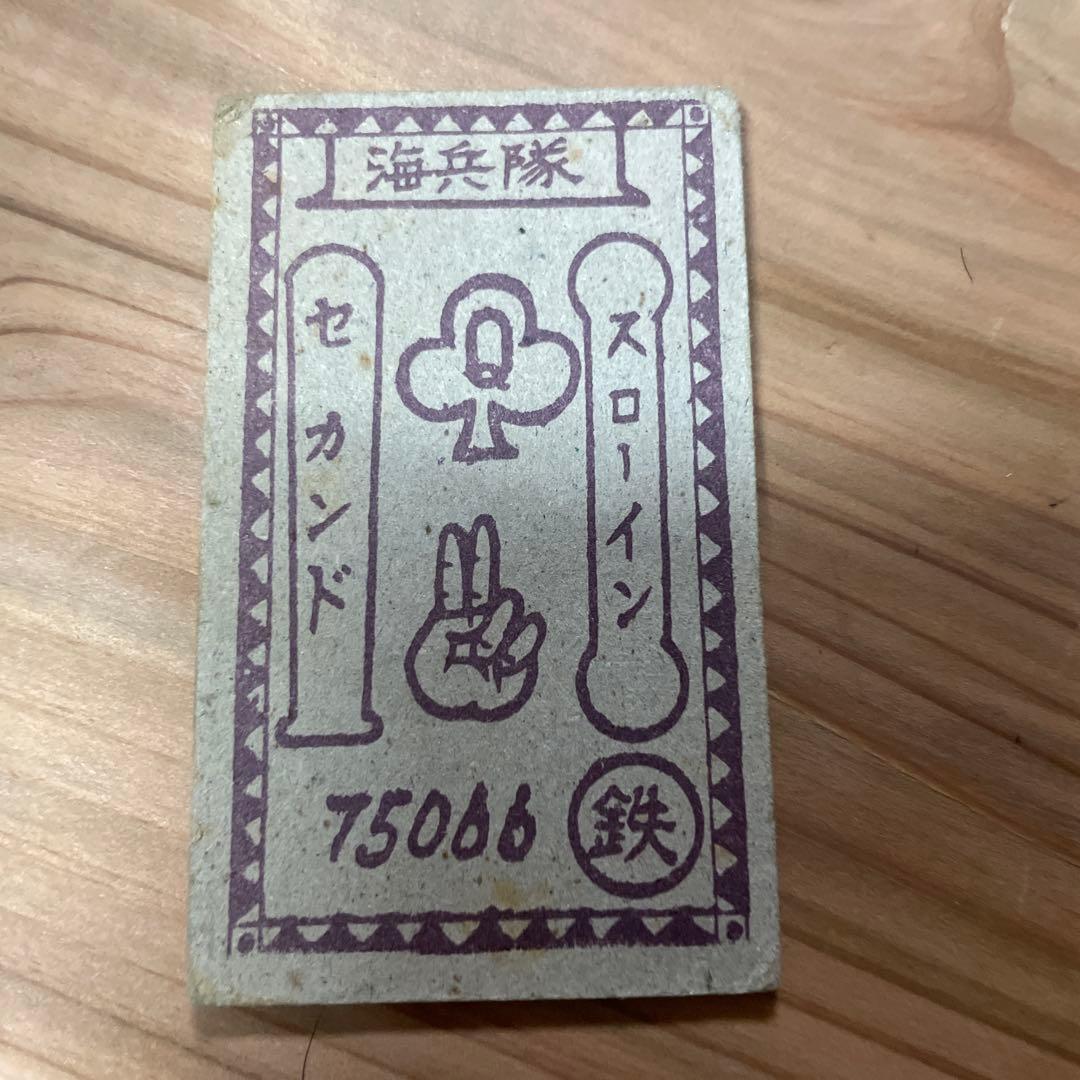 海兵隊
スローイン
Q
セカンド
75066
鉄